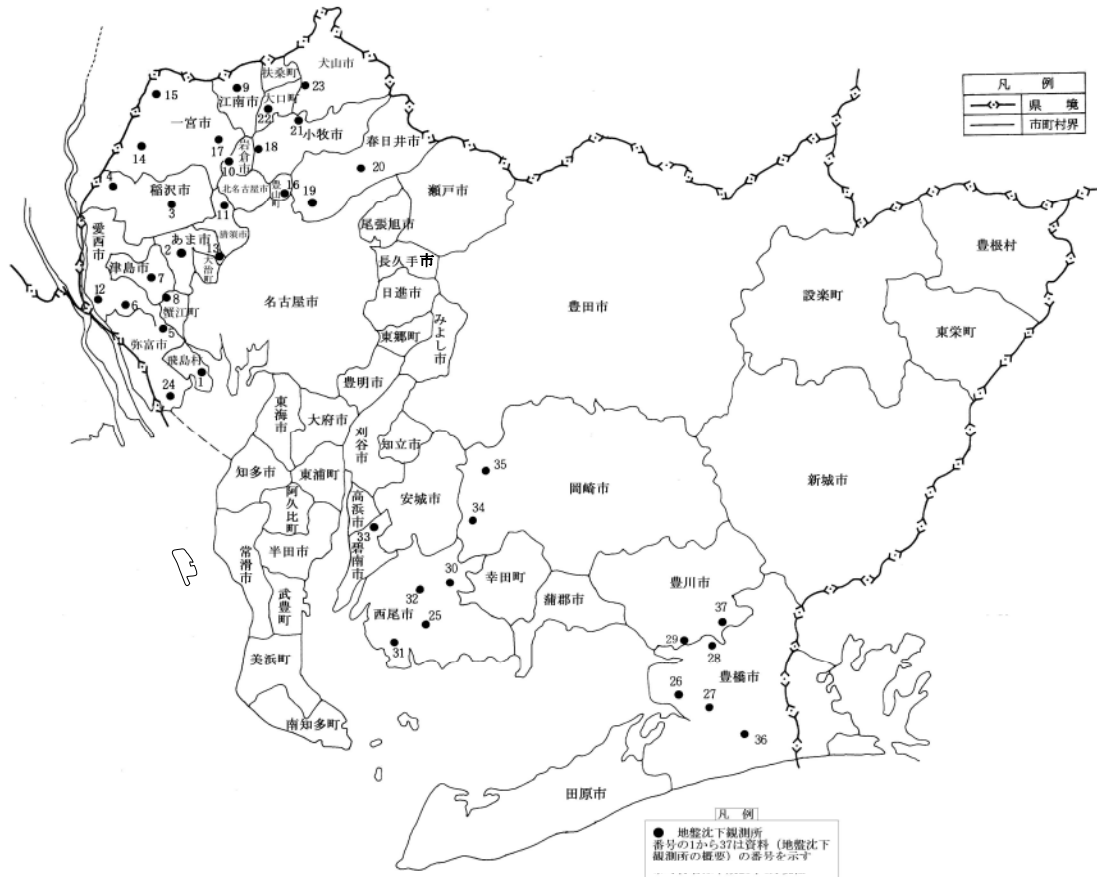 凡 例
県 境
市町村界
犬山市
扶桑町
23
15
9
江南市
大口町
22
21
一宮市
小牧市
春日井市
17
岩倉市
18
14
10
20
瀬戸市
4
稲沢市
北名古屋市
豊山町
16
19
3
11
尾張旭市
愛西市
清須市
豊根村
あま市
2
13
大治町
長久手市
津島市
7
日進市
設楽町
12
6
8
蟹江町
名古屋市
豊田市
みよし市
東栄町
5
東郷町
弥富市
飛島村
1
豊明市
24
東海市
大府市
刈谷市
知立市
知多市
東浦町
35
新城市
岡崎市
阿久比町
高浜市
安城市
34
33
半田市
碧南市
常滑市
30
幸田町
豊川市
武豊町
32
蒲郡市
西尾市
25
37
31
29
28
美浜町
豊橋市
26
27
南知多町
36
田原市
凡 例
地盤沈下観測所
番号の1から37は資料(地盤沈下
観測所の概要)の番号を示す